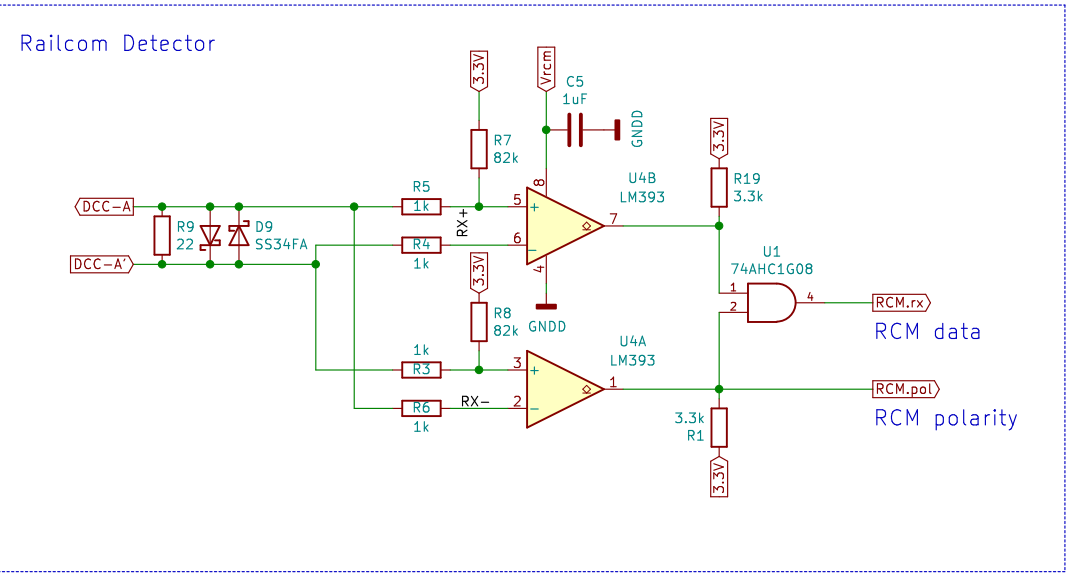 Railcom Detector
3.3V
Vrcm
C5
1uF
GNDD
R7
82k
3.3V
8
U4B
LM393
R19
3.3k
DCC-A
R5
1k
RX+
5
+
7
R9
22
D9
SS34FA
R4
1k
6
-
4
U1
74AHC1G08
DCC-A'
3.3V
1
2
4
RCM.rx
R8
82k
GNDD
RCM data
U4A
LM393
1k
R3
3
+
1
RCM.pol
R6
1k
RX-
2
-
3.3k
R1
RCM polarity
3.3V